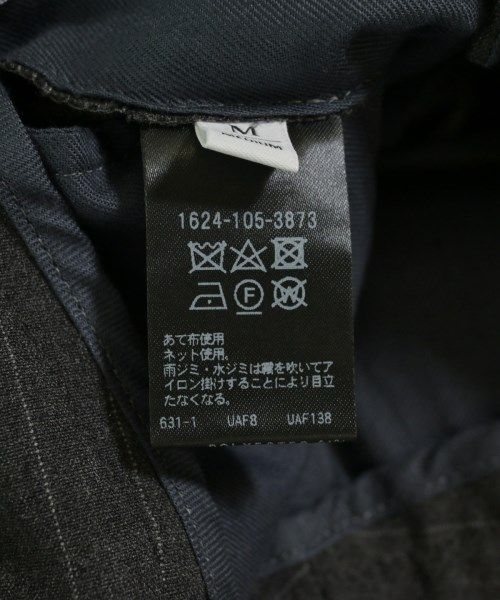 M
MEDIUM
1624-105-3873
F
W
あて布使用
ネット使用。
雨ジミ・水ジミは霧を吹いてア
イロン掛けすることにより目立
たなくなる。
631-1 UAF8 UAF138